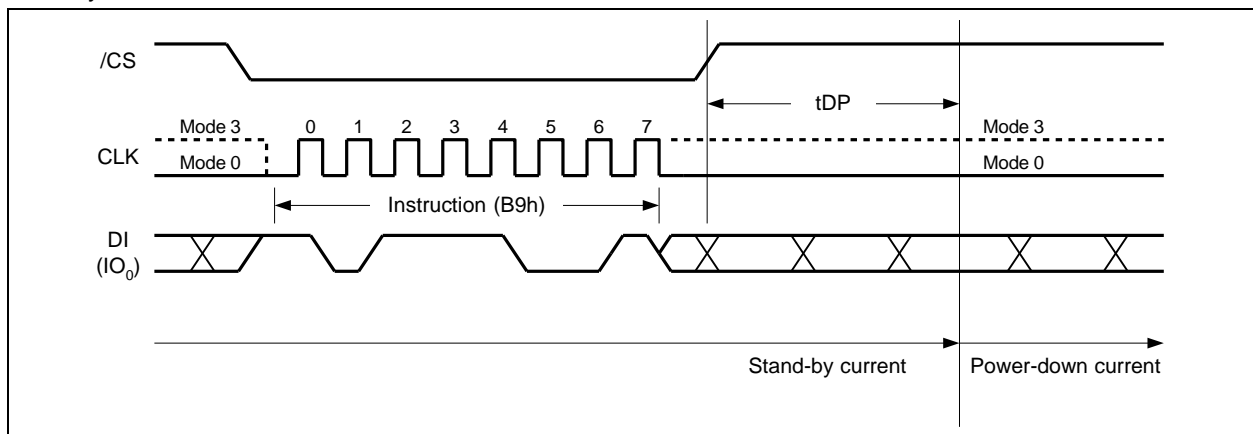 /CS
tDP
Mode 3 0 1 2 3 4 5 6 7 Mode 3
CLK
Mode 0 Mode 0
Instruction (B9h)
DI
(IO₀)
Stand-by current Power-down current